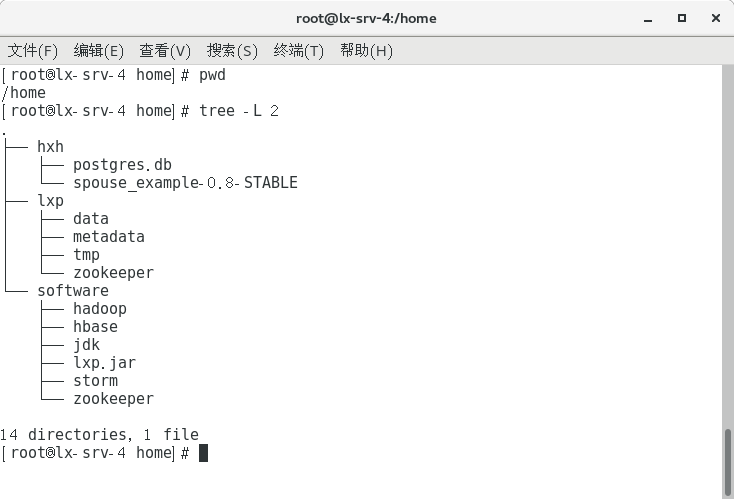 root@lx-srv-4:/home
文件(F) 编辑(E) 查看(V) 搜索(S) 终端(T) 帮助(H)
[root@lx-srv-4 home]# pwd
/home
[root@lx-srv-4 home]# tree -L 2
.
├── hxh
│   ├── postgres.db
│   └── spouse_example-0.8-STABLE
├── lxp
│   ├── data
│   ├── metadata
│   ├── tmp
│   └── zookeeper
└── software
    ├── hadoop
    ├── hbase
    ├── jdk
    ├── lxp.jar
    ├── storm
    └── zookeeper
14 directories, 1 file
[root@lx-srv-4 home]#